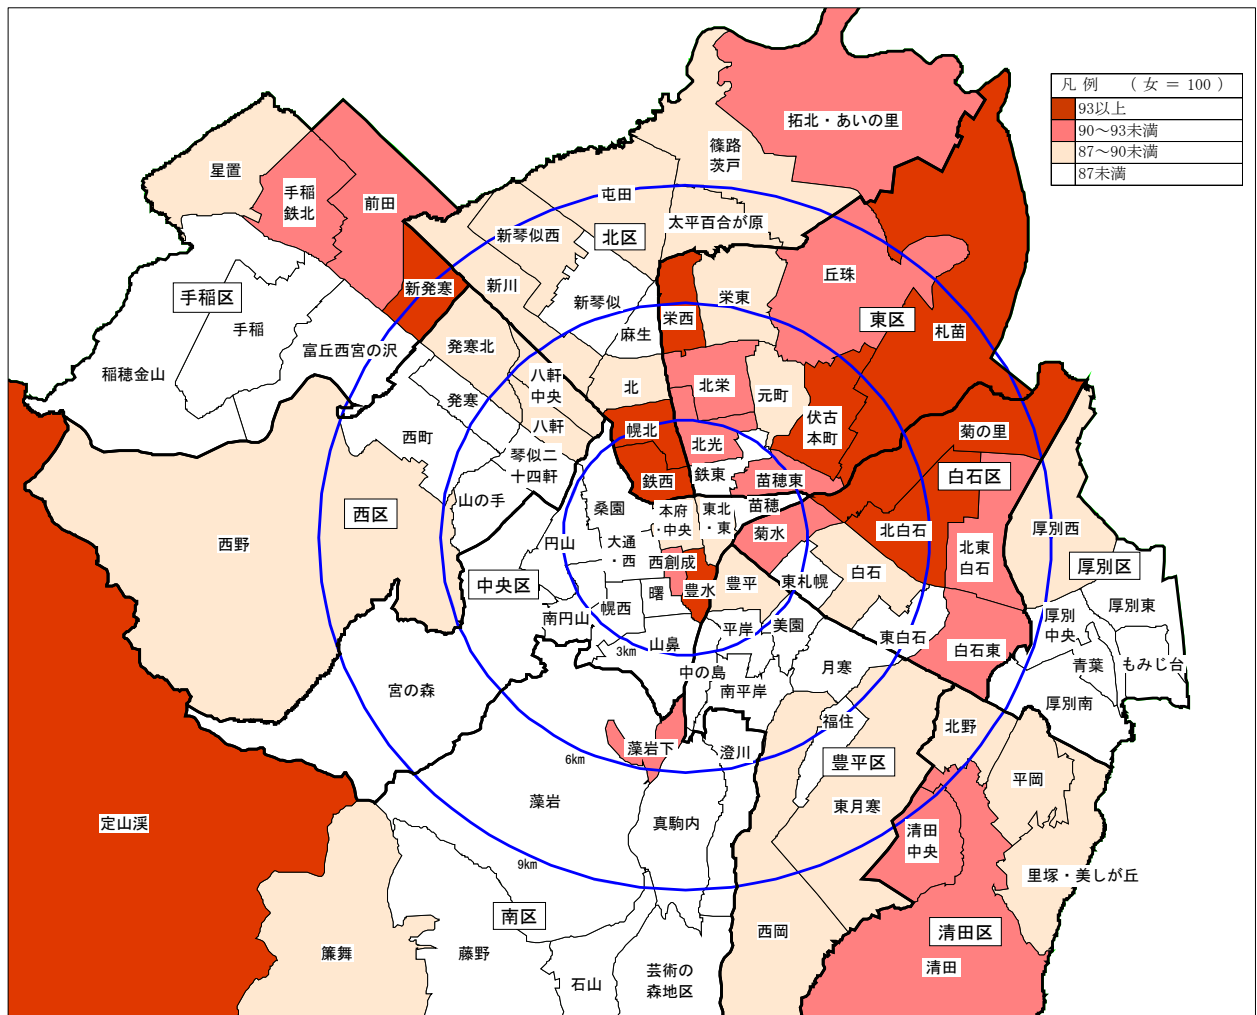 凡例　（女＝100）
93以上
90～93未満
87～90未満
87未満
拓北・あいの里
篠路
茨戸
星置
手稲
鉄北
前田
屯田
太平百合が原
新琴似西
北区
手稲区
新発寒
新川
新琴似
栄東
丘珠
東区
札苗
手稲
富丘西宮の沢
稲穂金山
発寒北
麻生
栄西
八軒
中央
北
北栄
元町
発寒
八軒
伏古
本町
西町
幌北
北光
菊の里
琴似二
十四軒
鉄西
鉄東
苗穂東
白石区
山の手
桑園
本府
・中央
東北
・東
苗穂
西区
北白石
厚別西
西野
円山
大通
・西
菊水
北東
白石
厚別区
中央区
西創成
豊平
東札幌
白石
南円山
幌西
曙
豊水
厚別東
厚別
中央
平岸
美園
東白石
白石東
3km
山鼻
中の島
月寒
青葉
もみじ台
宮の森
南平岸
厚別南
福住
北野
藻岩下
澄川
6km
豊平区
平岡
藻岩
東月寒
定山渓
真駒内
清田
中央
9km
里塚・美しが丘
南区
清田区
簾舞
藤野
西岡
清田
石山
芸術の
森地区